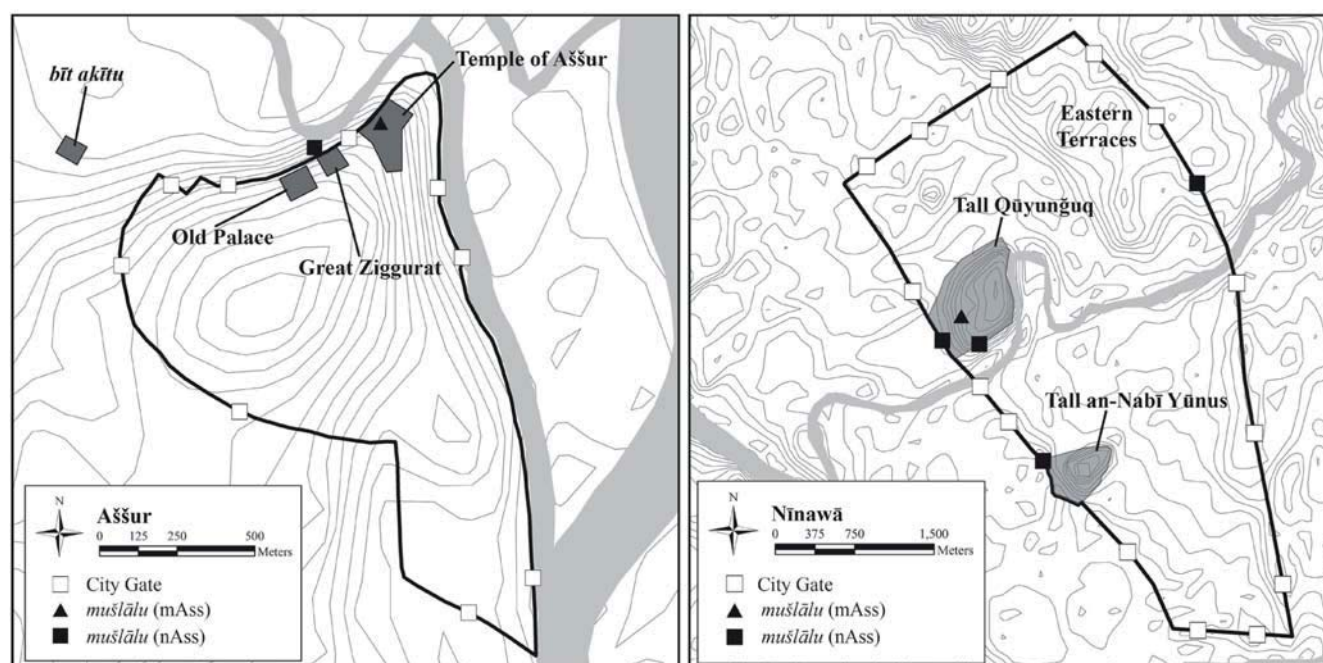 bīt akītu
Temple of Aššur
Old Palace
Great Ziggurat
N
Aššur
0 125 250 500
Meters
City Gate
mušlālu (mAss)
mušlālu (nAss)
Eastern
Terraces
Tall Qūyunǧuq
Tall an-Nabī Yūnus
N
Nīnawā
0 375 750 1,500
Meters
City Gate
mušlālu (mAss)
mušlālu (nAss)